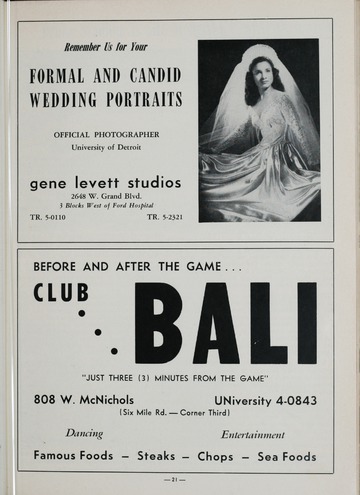 Remember Us for Your
FORMAL AND CANDID
WEDDING PORTRAITS
OFFICIAL PHOTOGRAPHER
University of Detroit
gene levett studios
2648 W. Grand Blvd.
3 Blocks West of Ford Hospital
TR. 5-0110 TR. 5-2321
BEFORE AND AFTER THE GAME...
CLUB
BALI
"JUST THREE (3) MINUTES FROM THE GAME"
808 W. McNichols UNiversity 4-0843
(Six Mile Rd. — Corner Third)
Dancing Entertainment
Famous Foods – Steaks – Chops – Sea Foods
— 21 —